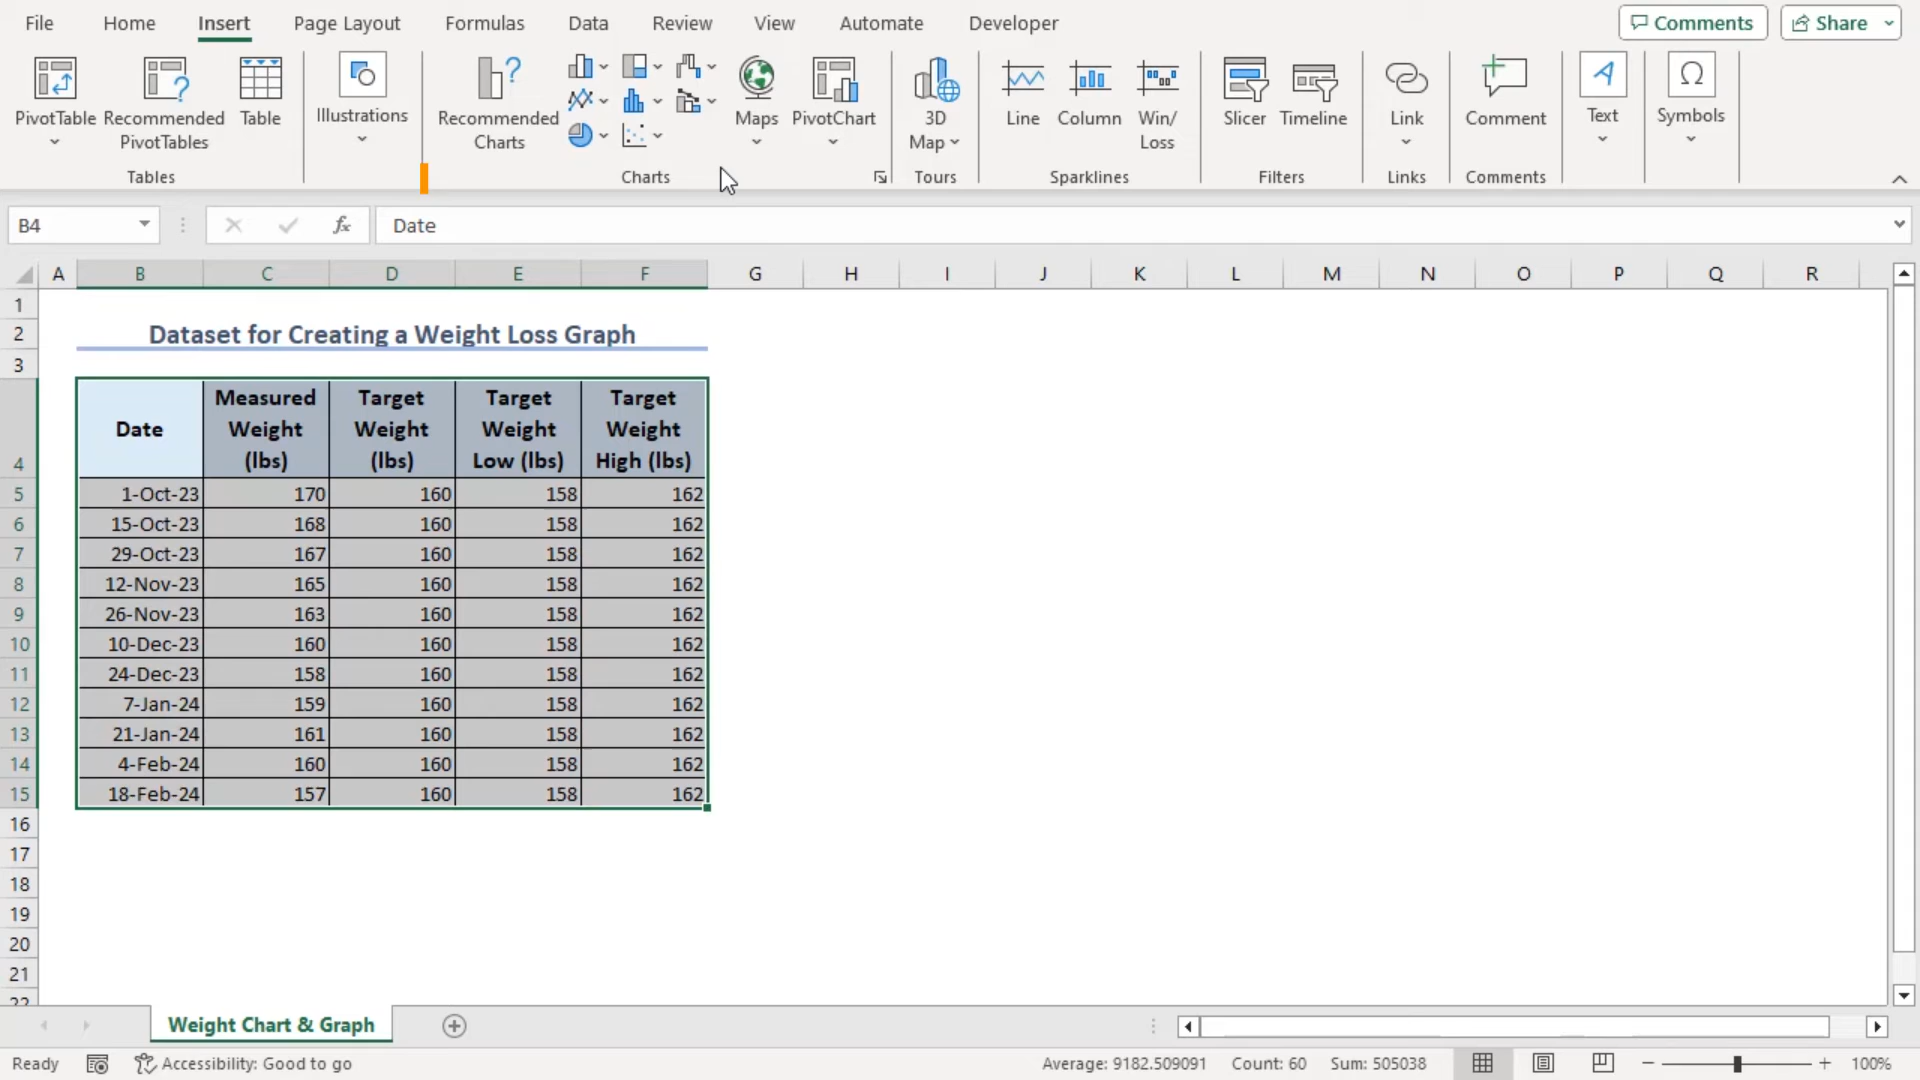 File Home Insert Page Layout Formulas Data Review View Automate Developer Comments Share
PivotTable Recommended PivotTables Table Illustrations Recommended Charts Maps PivotChart 3D Map Line Column Win/Loss Slicer Timeline Link Comment Text Symbols
Tables Charts Tours Sparklines Filters Links Comments
B4 fx Date
A B C D E F G H I J K L M N O P Q R
1
2 Dataset for Creating a Weight Loss Graph
3
4 Date Measured Weight (lbs) Target Weight (lbs) Target Weight Low (lbs) Target Weight High (lbs)
5 1-Oct-23 170 160 158 162
6 15-Oct-23 168 160 158 162
7 29-Oct-23 167 160 158 162
8 12-Nov-23 165 160 158 162
9 26-Nov-23 163 160 158 162
10 10-Dec-23 160 160 158 162
11 24-Dec-23 158 160 158 162
12 7-Jan-24 159 160 158 162
13 21-Jan-24 161 160 158 162
14 4-Feb-24 160 160 158 162
15 18-Feb-24 157 160 158 162
16
17
18
19
20
21
22
Weight Chart & Graph
Ready Accessibility: Good to go Average: 9182.509091 Count: 60 Sum: 505038 100%